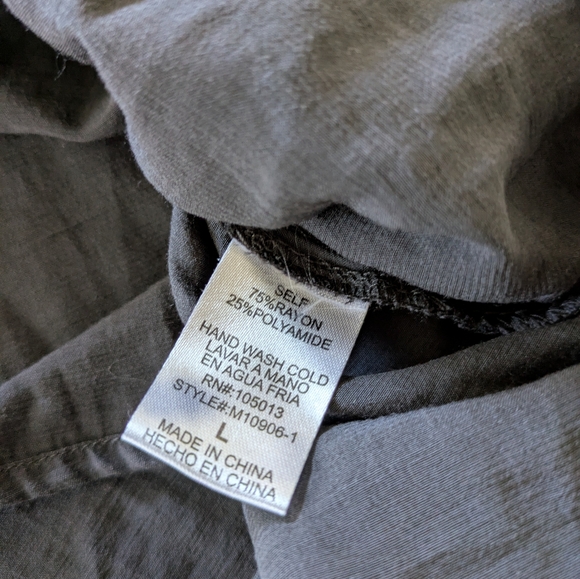 SELF
75%RAYON
25%POLYAMIDE
HAND WASH COLD
LAVAR A MANO
EN AGUA FRIA
RN#:105013
STYLE#:M10906-1
L
MADE IN CHINA
HECHO EN CHINA